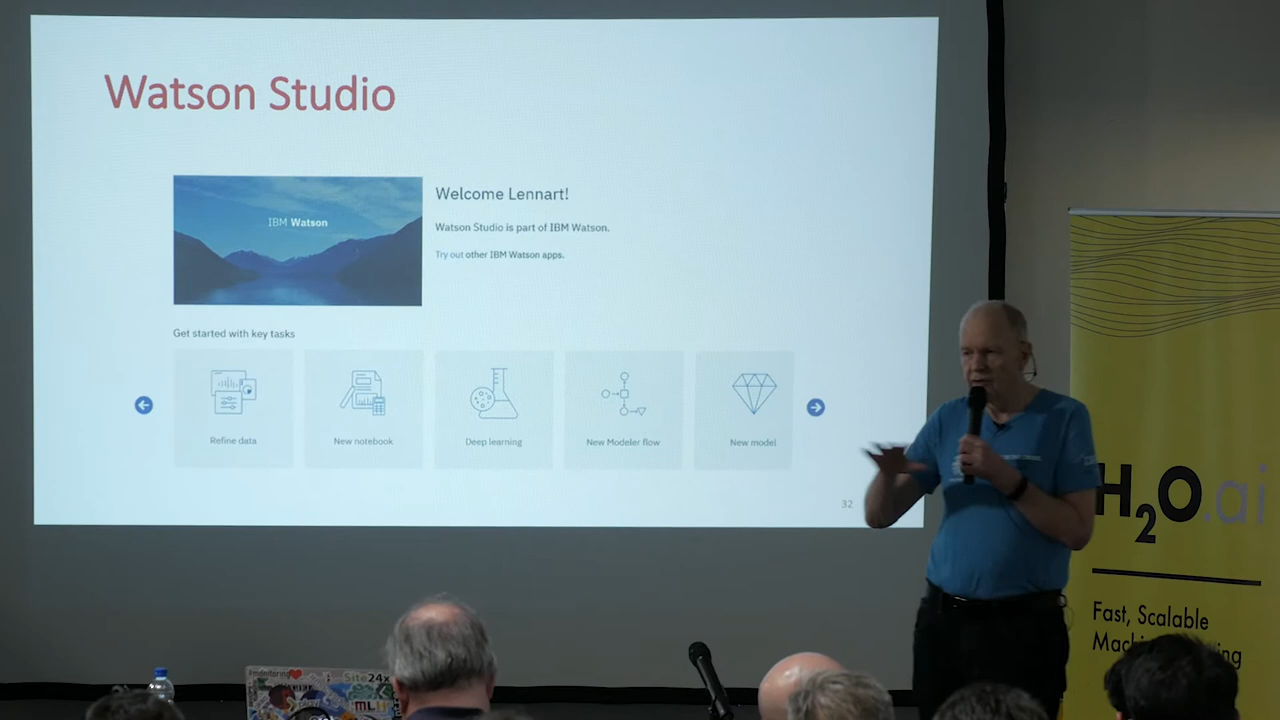 Watson Studio
IBM Watson
Welcome Lennart!
Watson Studio is part of IBM Watson.
Try out other IBM Watson apps.
Get started with key tasks
Refine data
New notebook
Deep learning
New Modeler flow
New model
32
H2O.ai
Fast, Scalable
Site24x
MLH